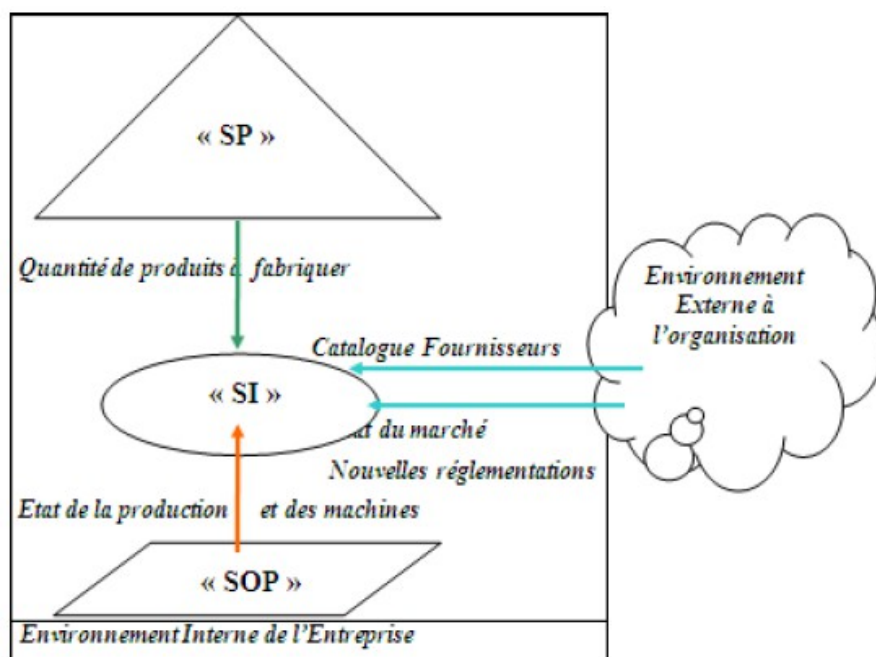 « SP »
Quantité de produits à fabriquer
Environnement
Externe à
l'organisation
Catalogue Fournisseurs
« SI »
du marché
Nouvelles réglementations
Etat de la production et des machines
« SOP »
Environnement Interne de l'Entreprise